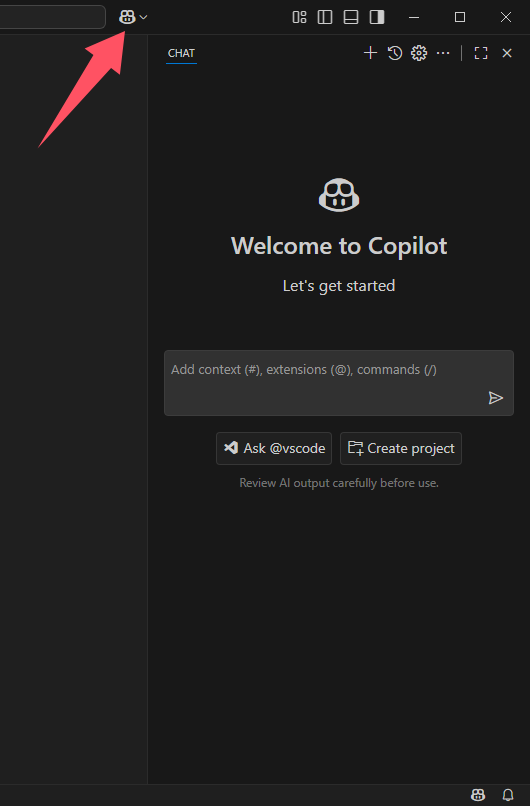 CHAT
Welcome to Copilot
Let's get started
Add context (#), extensions (@), commands (/)
Ask @vscode
Create project
Review AI output carefully before use.